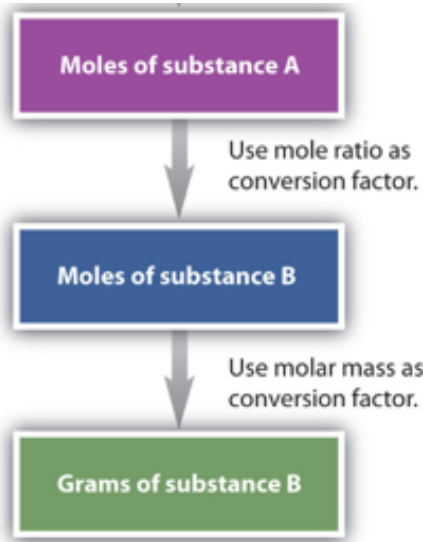 Moles of substance A
Use mole ratio as
conversion factor.
Moles of substance B
Use molar mass as
conversion factor.
Grams of substance B